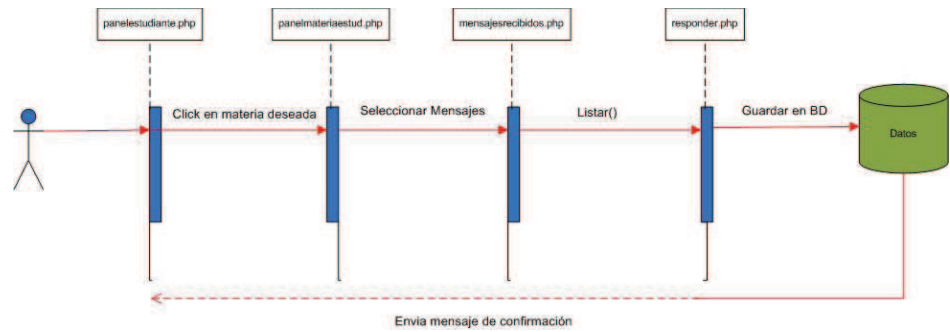 panelestudiante.php
panelmateriaestud.php
mensajesrecibidos.php
responder.php
Click en materia deseada
Seleccionar Mensajes
Listar()
Guardar en BD
Datos
Envia mensaje de confirmación